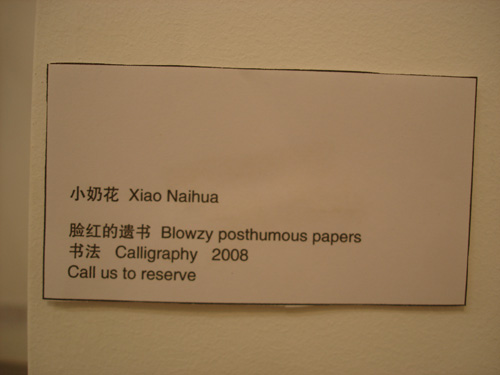 小奶花 Xiao Naihua
脸红的遗书 Blowzy posthumous papers
书法 Calligraphy 2008
Call us to reserve